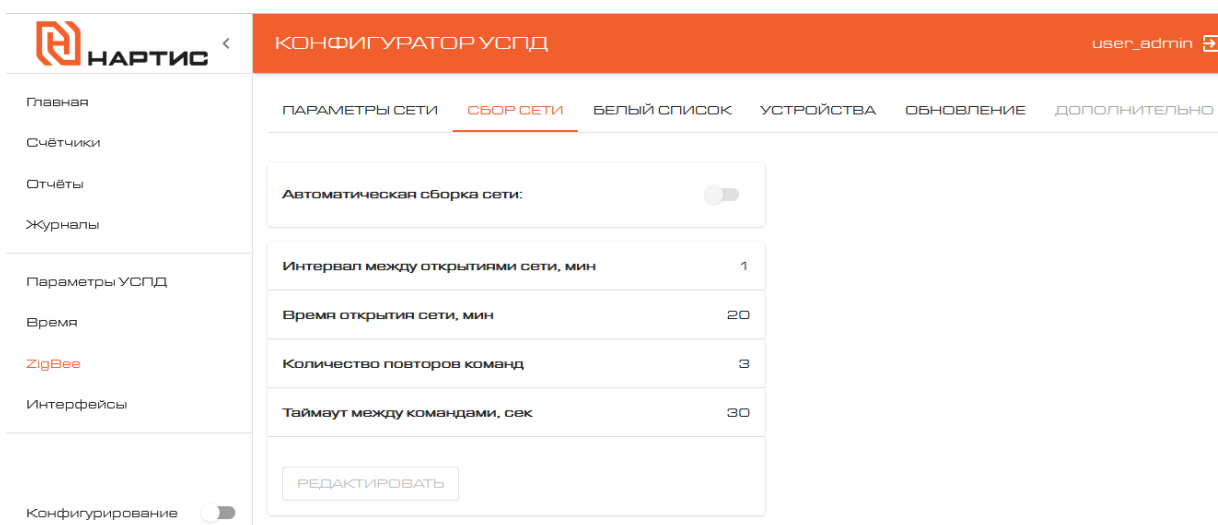 НАРТИС
КОНФИГУРАТОР УСПД
user_admin
Главная
Счётчики
Отчёты
Журналы
Параметры УСПД
Время
ZigBee
Интерфейсы
Конфигурирование
ПАРАМЕТРЫ СЕТИ СБОР СЕТИ БЕЛЫЙ СПИСОК УСТРОЙСТВА ОБНОВЛЕНИЕ ДОПОЛНИТЕЛЬНО
Автоматическая сборка сети:
Интервал между открытиями сети, мин 1
Время открытия сети, мин 20
Количество повторов команд 3
Таймаут между командами, сек 30
РЕДАКТИРОВАТЬ